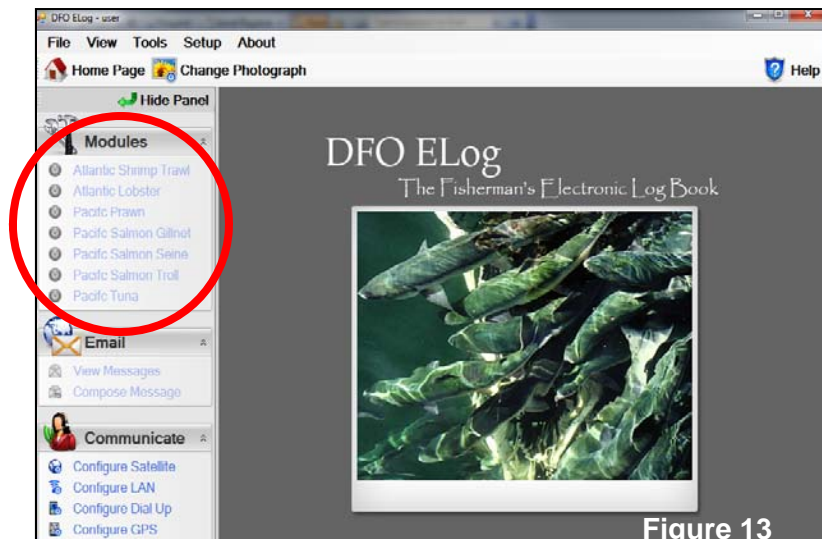 DFO ELog - user
File View Tools Setup About
Home Page Change Photograph Help
Hide Panel
Modules
Atlantic Shrimp Trawl
Atlantic Lobster
Pacific Prawn
Pacific Salmon Gillnet
Pacific Salmon Seine
Pacific Salmon Troll
Pacific Tuna
Email
View Messages
Compose Message
Communicate
Configure Satellite
Configure LAN
Configure Dial Up
Configure GPS
DFO ELog
The Fisherman's Electronic Log Book
Figure 13